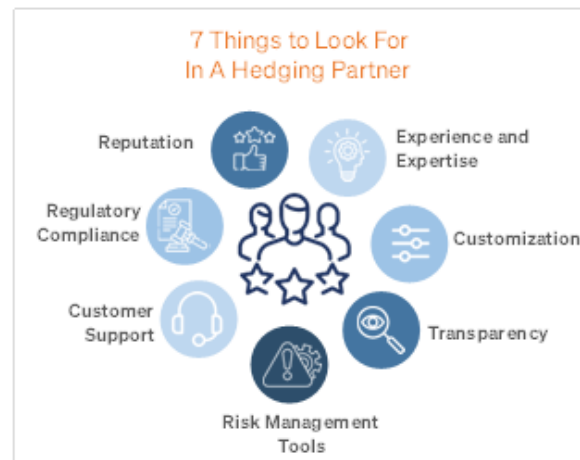 7 Things to Look For
In A Hedging Partner
Reputation
Experience and
Expertise
Regulatory
Compliance
Customization
Customer
Support
Transparency
Risk Management
Tools